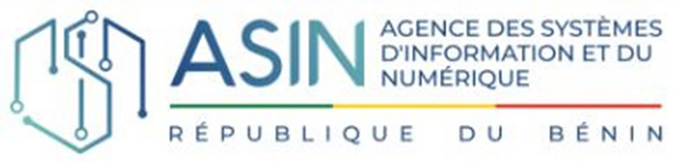 ASIN
AGENCE DES SYSTÈMES
D'INFORMATION ET DU
NUMÉRIQUE
RÉPUBLIQUE DU BÉNIN